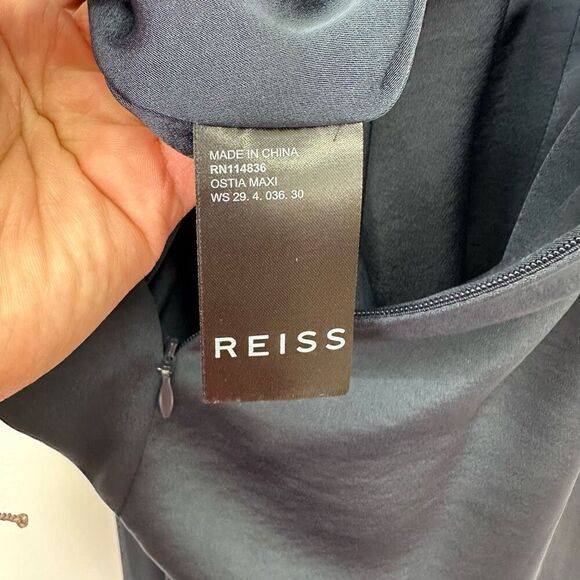 MADE IN CHINA
RN114836
OSTIA MAXI
WS 29. 4. 036. 30
REISS